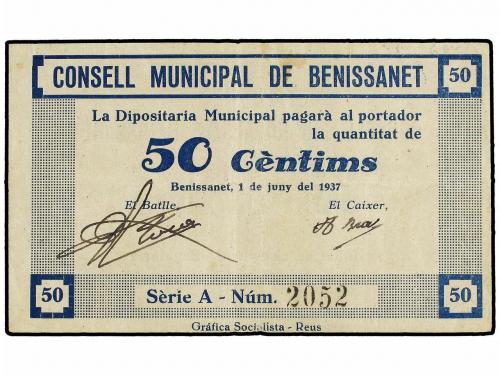 CONSELL MUNICIPAL DE BENISSANET 50
La Dipositaria Municipal pagarà al portador
la quantitat de
50 Cèntims
Benissanet, 1 de juny del 1937
El Batlle, El Caixer,
50 Sèrie A - Núm. 2052 50
Gráfica Socialista - Reus